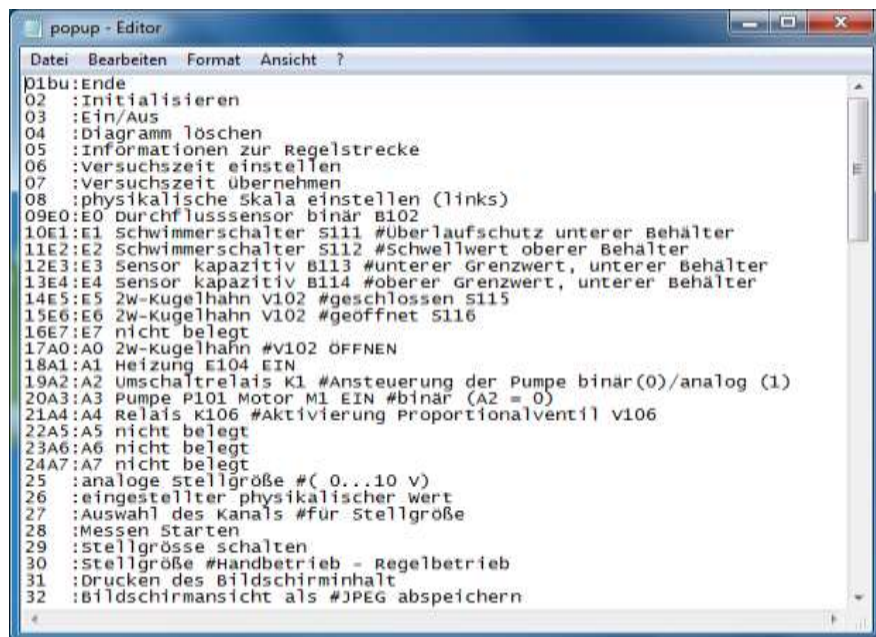 popup - Editor
Datei Bearbeiten Format Ansicht ?
01bu:Ende
02 :Initialisieren
03 :Ein/Aus
04 :Diagramm löschen
05 :Informationen zur Regelstrecke
06 :Versuchszeit einstellen
07 :Versuchszeit übernehmen
08 :physikalische Skala einstellen (links)
09E0:E0 Durchflusssensor binär B102
10E1:E1 Schwimmerschalter S111 #Überlaufschutz unterer Behälter
11E2:E2 Schwimmerschalter S112 #Schwellwert oberer Behälter
12E3:E3 Sensor kapazitiv B113 #unterer Grenzwert, unterer Behälter
13E4:E4 Sensor kapazitiv B114 #oberer Grenzwert, unterer Behälter
14E5:E5 2W-Kugelhahn V102 #geschlossen S115
15E6:E6 2W-Kugelhahn V102 #geöffnet S116
16E7:E7 nicht belegt
17A0:A0 2W-Kugelhahn #V102 ÖFFNEN
18A1:A1 Heizung E104 EIN
19A2:A2 Umschaltrelais K1 #Ansteuerung der Pumpe binär(0)/analog (1)
20A3:A3 Pumpe P101 Motor M1 EIN #binär (A2 = 0)
21A4:A4 Relais K106 #Aktivierung Proportionalventil V106
22A5:A5 nicht belegt
23A6:A6 nicht belegt
24A7:A7 nicht belegt
25 :analoge Stellgröße #( 0...10 V)
26 :eingestellter physikalischer Wert
27 :Auswahl des Kanals #für Stellgröße
28 :Messen Starten
29 :Stellgrösse schalten
30 :Stellgröße #Handbetrieb - Regelbetrieb
31 :Drucken des Bildschirminhalt
32 :Bildschirmansicht als #JPEG abspeichern